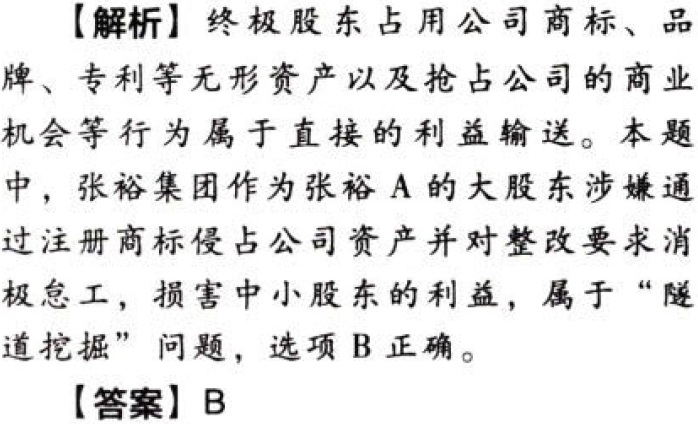 【解析】终极股东占用公司商标、品
牌、专利等无形资产以及抢占公司的商业
机会等行为属于直接的利益输送。本题
中，张裕集团作为张裕 A 的大股东涉嫌通
过注册商标侵占公司资产并对整改要求消
极怠工，损害中小股东的利益，属于“隧
道挖掘”问题，选项 B 正确。
【答案】B